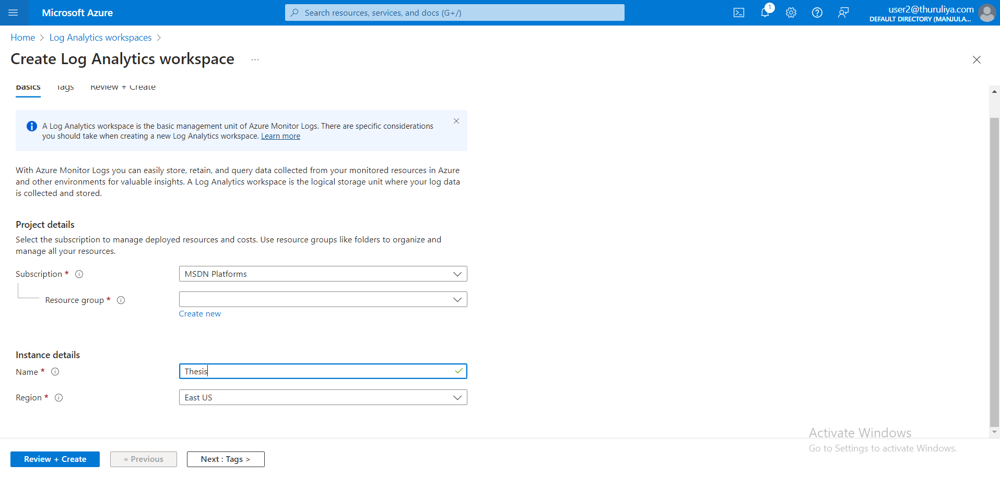 Microsoft Azure
Search resources, services, and docs (G+/)
1
user2@thuruliya.com
DEFAULT DIRECTORY (MANJULA...
Home > Log Analytics workspaces >
Create Log Analytics workspace ...
Basics Tags Review + Create
A Log Analytics workspace is the basic management unit of Azure Monitor Logs. There are specific considerations
you should take when creating a new Log Analytics workspace. Learn more
With Azure Monitor Logs you can easily store, retain, and query data collected from your monitored resources in Azure
and other environments for valuable insights. A Log Analytics workspace is the logical storage unit where your log data
is collected and stored.
Project details
Select the subscription to manage deployed resources and costs. Use resource groups like folders to organize and
manage all your resources.
Subscription * MSDN Platforms
Resource group *
Create new
Instance details
Name * Thesis
Region * East US
Activate Windows
Go to Settings to activate Windows.
Review + Create « Previous Next : Tags >